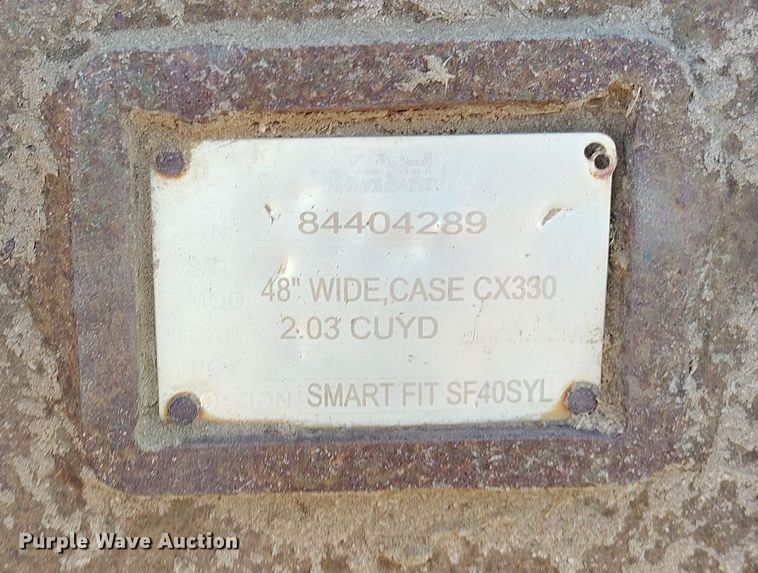 84404289
48" WIDE,CASE CX330
2.03 CUYD
SMART FIT SF40SYL
Purple Wave Auction